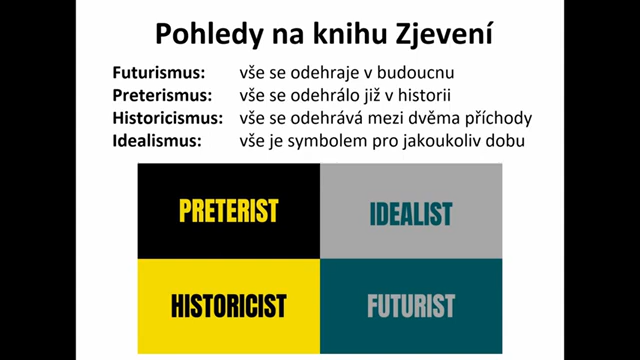 Pohledy na knihu Zjevení
Futurismus: vše se odehraje v budoucnu
Preterismus: vše se odehrálo již v historii
Historicismus: vše se odehrává mezi dvěma příchody
Idealismus: vše je symbolem pro jakoukoliv dobu
PRETERIST IDEALIST
HISTORICIST FUTURIST